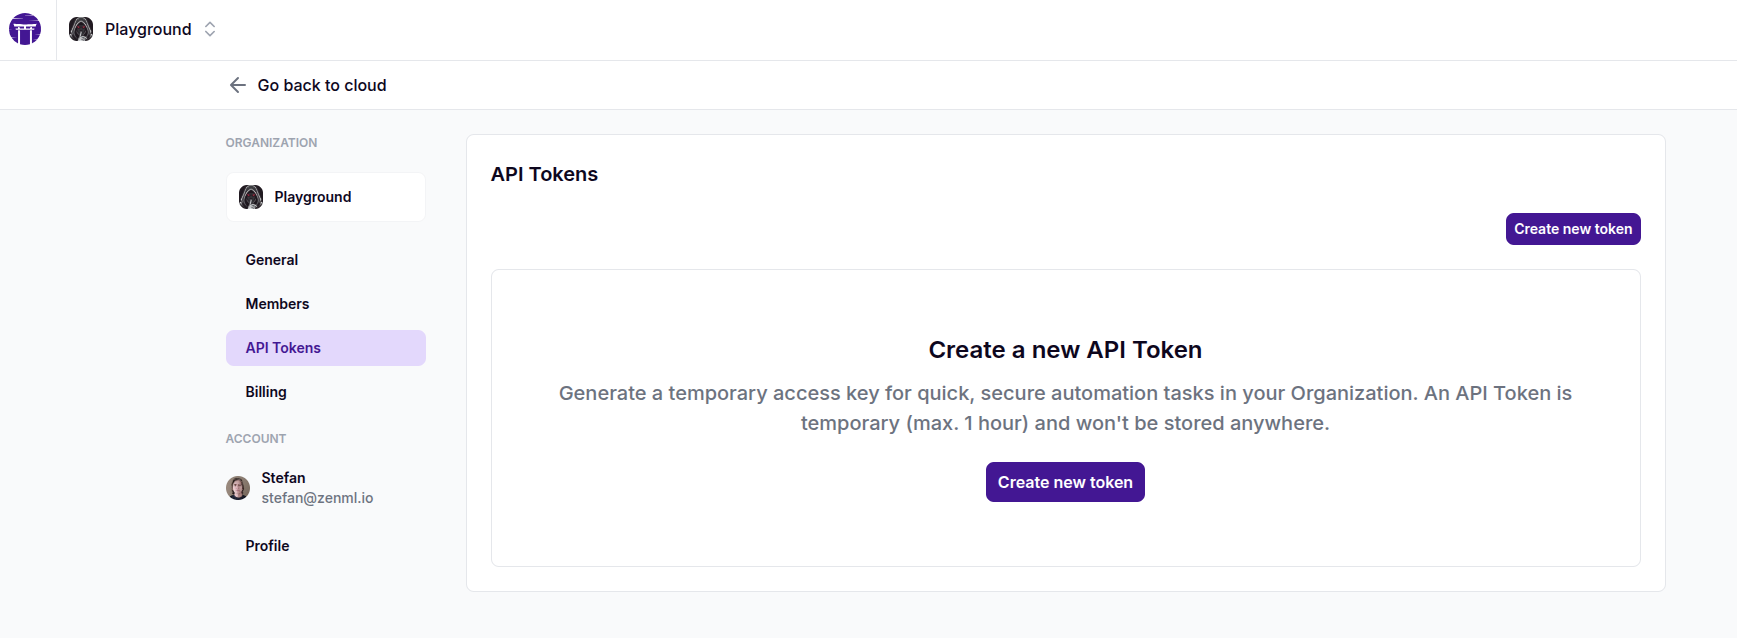 Playground
Go back to cloud
ORGANIZATION
Playground
General
Members
API Tokens
Billing
ACCOUNT
Stefan
stefan@zenml.io
Profile
API Tokens
Create new token
Create a new API Token
Generate a temporary access key for quick, secure automation tasks in your Organization. An API Token is
temporary (max. 1 hour) and won't be stored anywhere.
Create new token